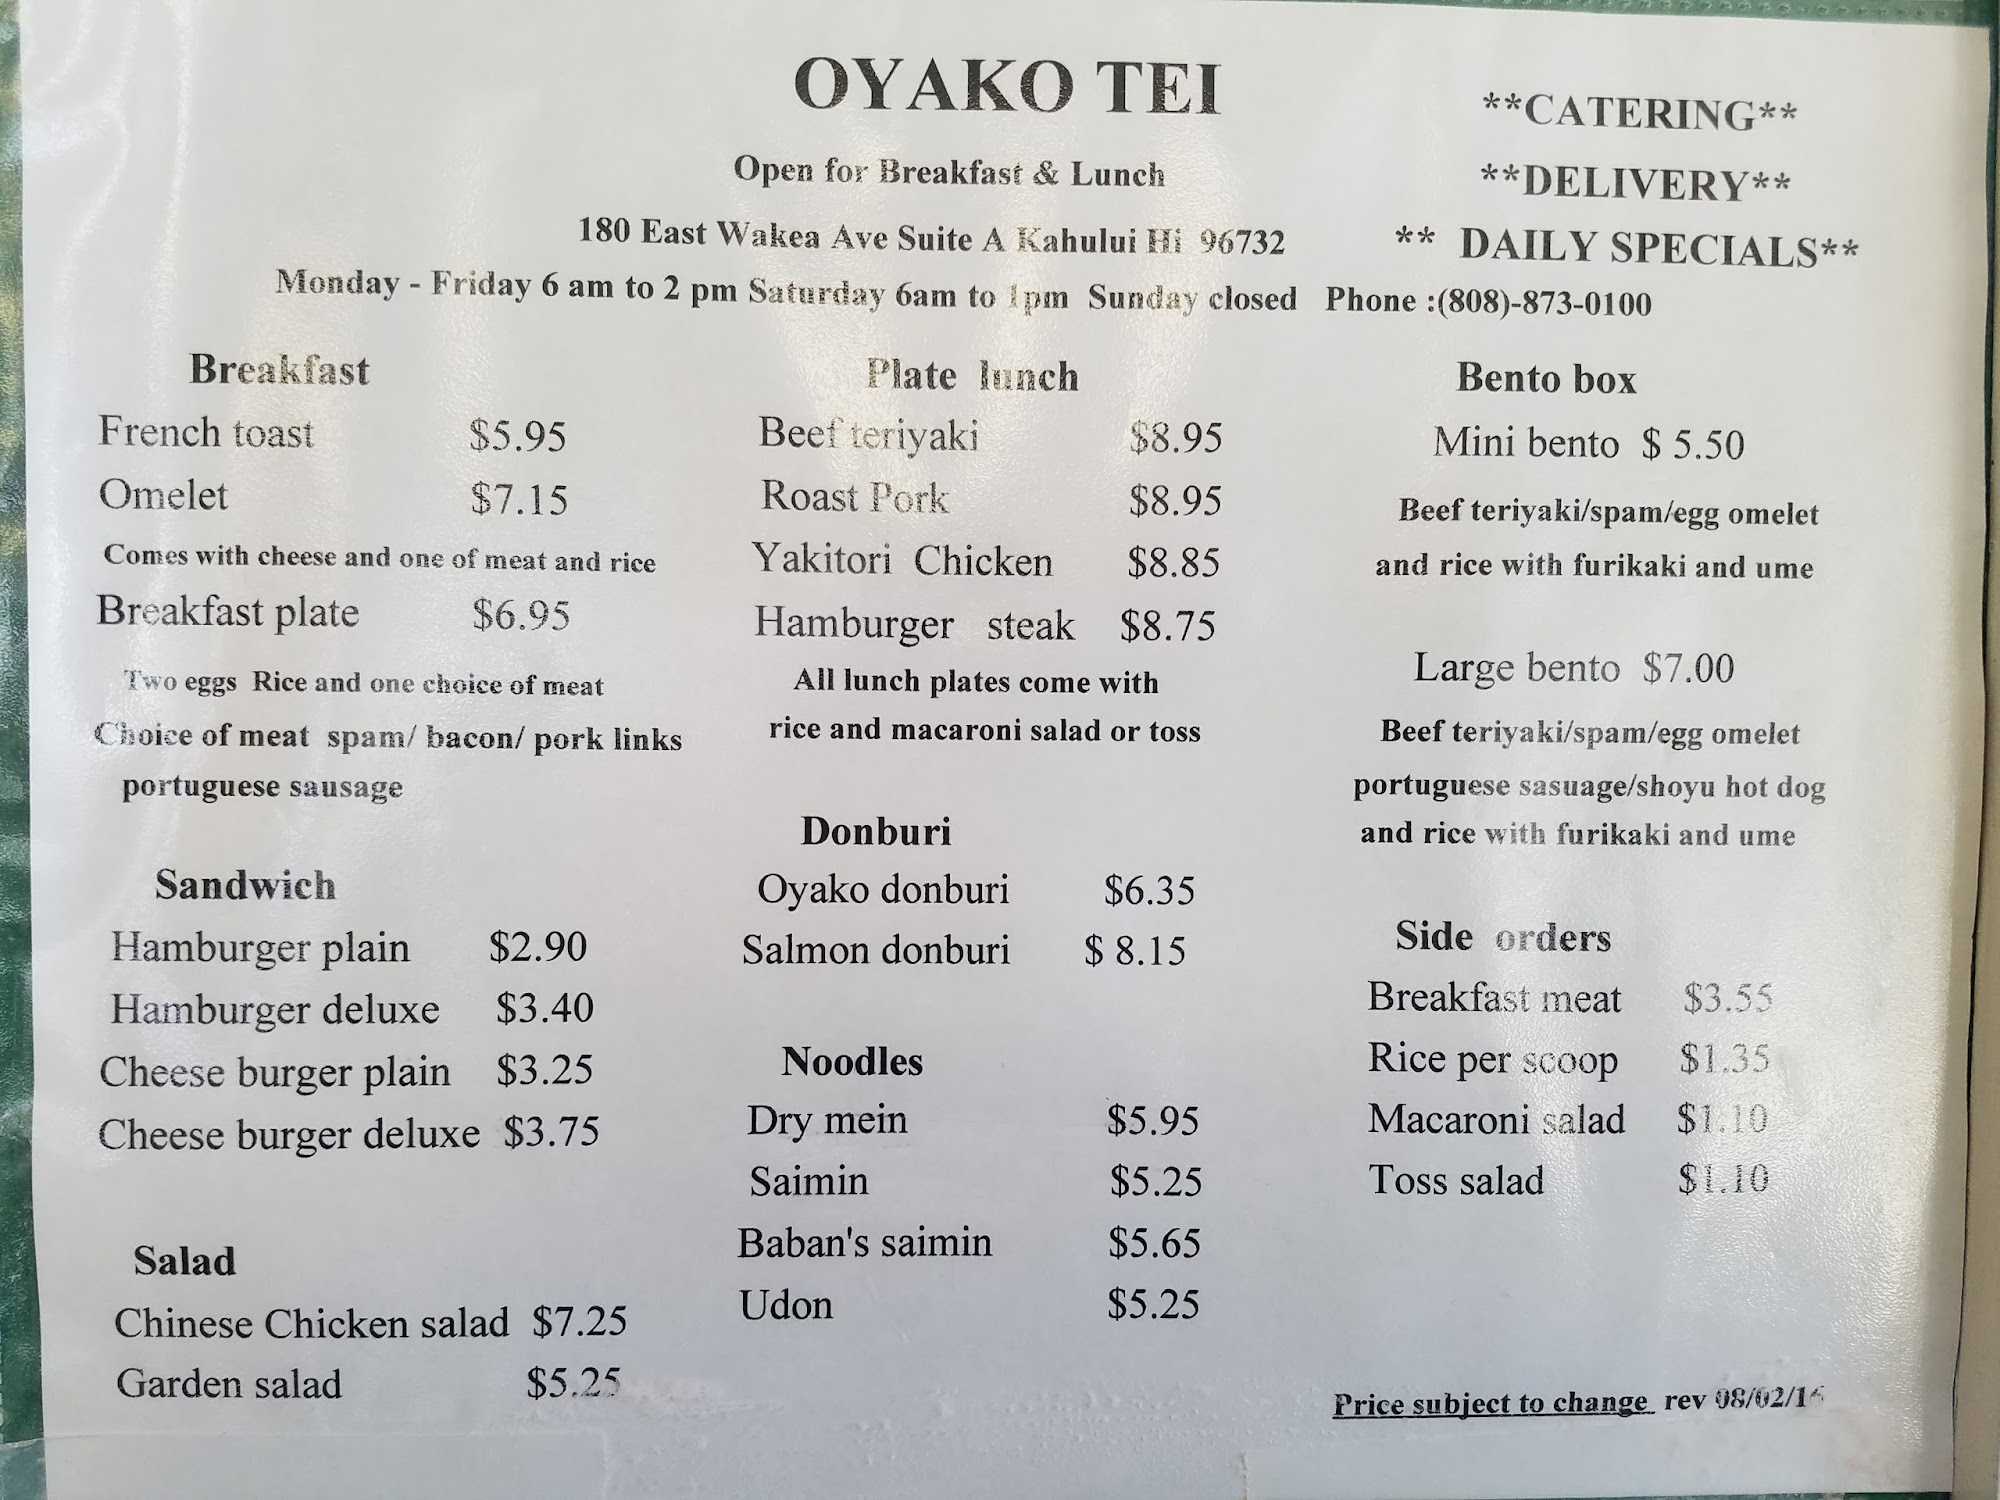 OYAKO TEI
**CATERING**
Open for Breakfast & Lunch
**DELIVERY**
180 East Wakea Ave Suite A Kahului Hi 96732
** DAILY SPECIALS**
Monday - Friday 6 am to 2 pm Saturday 6am to 1pm Sunday closed Phone :(808)-873-0100
Breakfast
French toast $5.95
Omelet $7.15
Comes with cheese and one of meat and rice
Breakfast plate $6.95
Two eggs Rice and one choice of meat
Choice of meat spam/ bacon/ pork links
portuguese sausage
Sandwich
Hamburger plain $2.90
Hamburger deluxe $3.40
Cheese burger plain $3.25
Cheese burger deluxe $3.75
Salad
Chinese Chicken salad $7.25
Garden salad $5.25
Plate lunch
Beef teriyaki $8.95
Roast Pork $8.95
Yakitori Chicken $8.85
Hamburger steak $8.75
All lunch plates come with
rice and macaroni salad or toss
Donburi
Oyako donburi $6.35
Salmon donburi $ 8.15
Noodles
Dry mein $5.95
Saimin $5.25
Baban's saimin $5.65
Udon $5.25
Bento box
Mini bento $ 5.50
Beef teriyaki/spam/egg omelet
and rice with furikaki and ume
Large bento $7.00
Beef teriyaki/spam/egg omelet
portuguese sasuage/shoyu hot dog
and rice with furikaki and ume
Side orders
Breakfast meat $3.55
Rice per scoop $1.35
Macaroni salad $1.10
Toss salad $1.10
Price subject to change rev